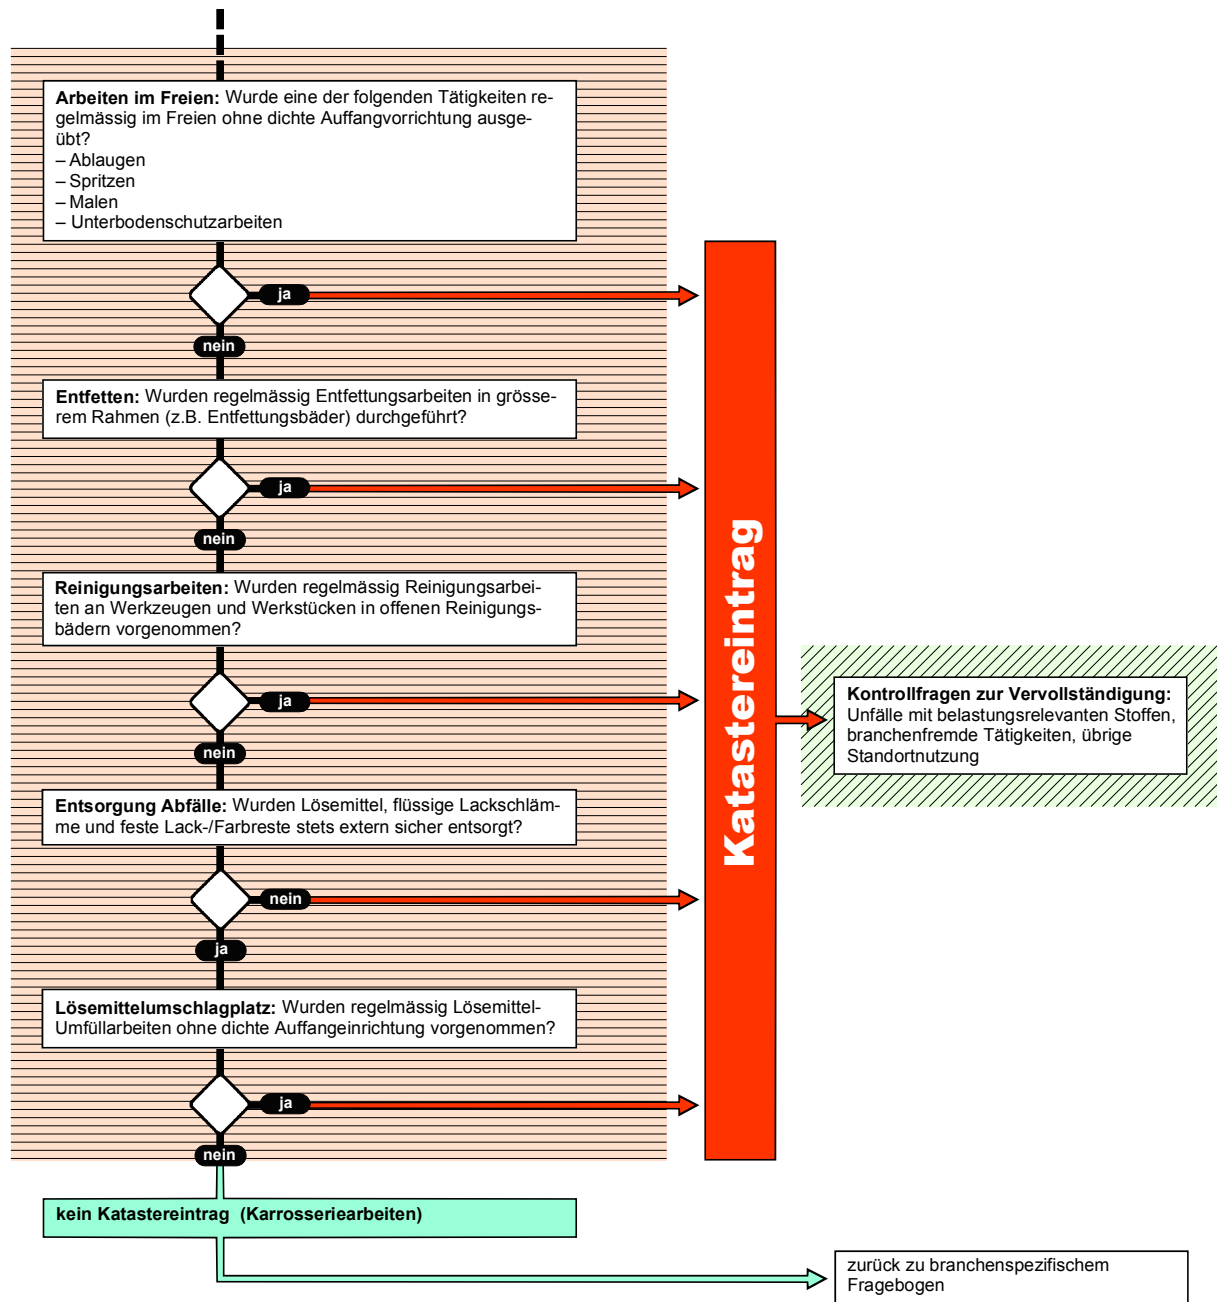 Arbeiten im Freien: Wurde eine der folgenden Tätigkeiten re-
gelmässig im Freien ohne dichte Auffangvorrichtung ausge-
übt?
– Ablaugen
– Spritzen
– Malen
– Unterbodenschutzarbeiten
ja
nein
Entfetten: Wurden regelmässig Entfettungsarbeiten in grösse-
rem Rahmen (z.B. Entfettungsbäder) durchgeführt?
ja
nein
Reinigungsarbeiten: Wurden regelmässig Reinigungsarbei-
ten an Werkzeugen und Werkstücken in offenen Reinigungs-
bädern vorgenommen?
ja
nein
Entsorgung Abfälle: Wurden Lösemittel, flüssige Lackschläm-
me und feste Lack-/Farbreste stets extern sicher entsorgt?
nein
ja
Lösemittelumschlagplatz: Wurden regelmässig Lösemittel-
Umfüllarbeiten ohne dichte Auffangeinrichtung vorgenommen?
ja
nein
Katastereintrag
Kontrollfragen zur Vervollständigung:
Unfälle mit belastungsrelevanten Stoffen,
branchenfremde Tätigkeiten, übrige
Standortnutzung
kein Katastereintrag (Karrosseriearbeiten)
zurück zu branchenspezifischem
Fragebogen